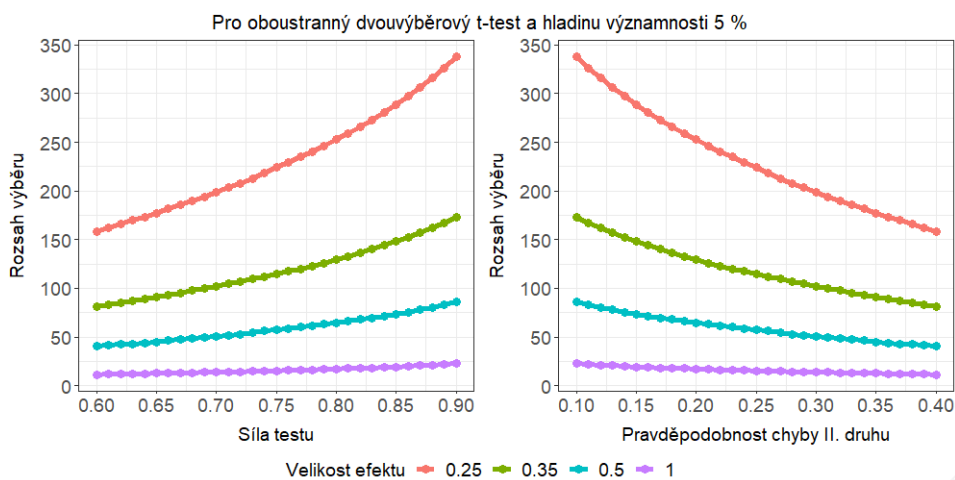 Pro oboustranný dvouvýběrový t-test a hladinu významnosti 5 %
Rozsah výběru
350
300
250
200
150
100
50
0
0.60 0.65 0.70 0.75 0.80 0.85 0.90
Síla testu
Rozsah výběru
350
300
250
200
150
100
50
0
0.10 0.15 0.20 0.25 0.30 0.35 0.40
Pravděpodobnost chyby II. druhu
Velikost efektu 0.25 0.35 0.5 1